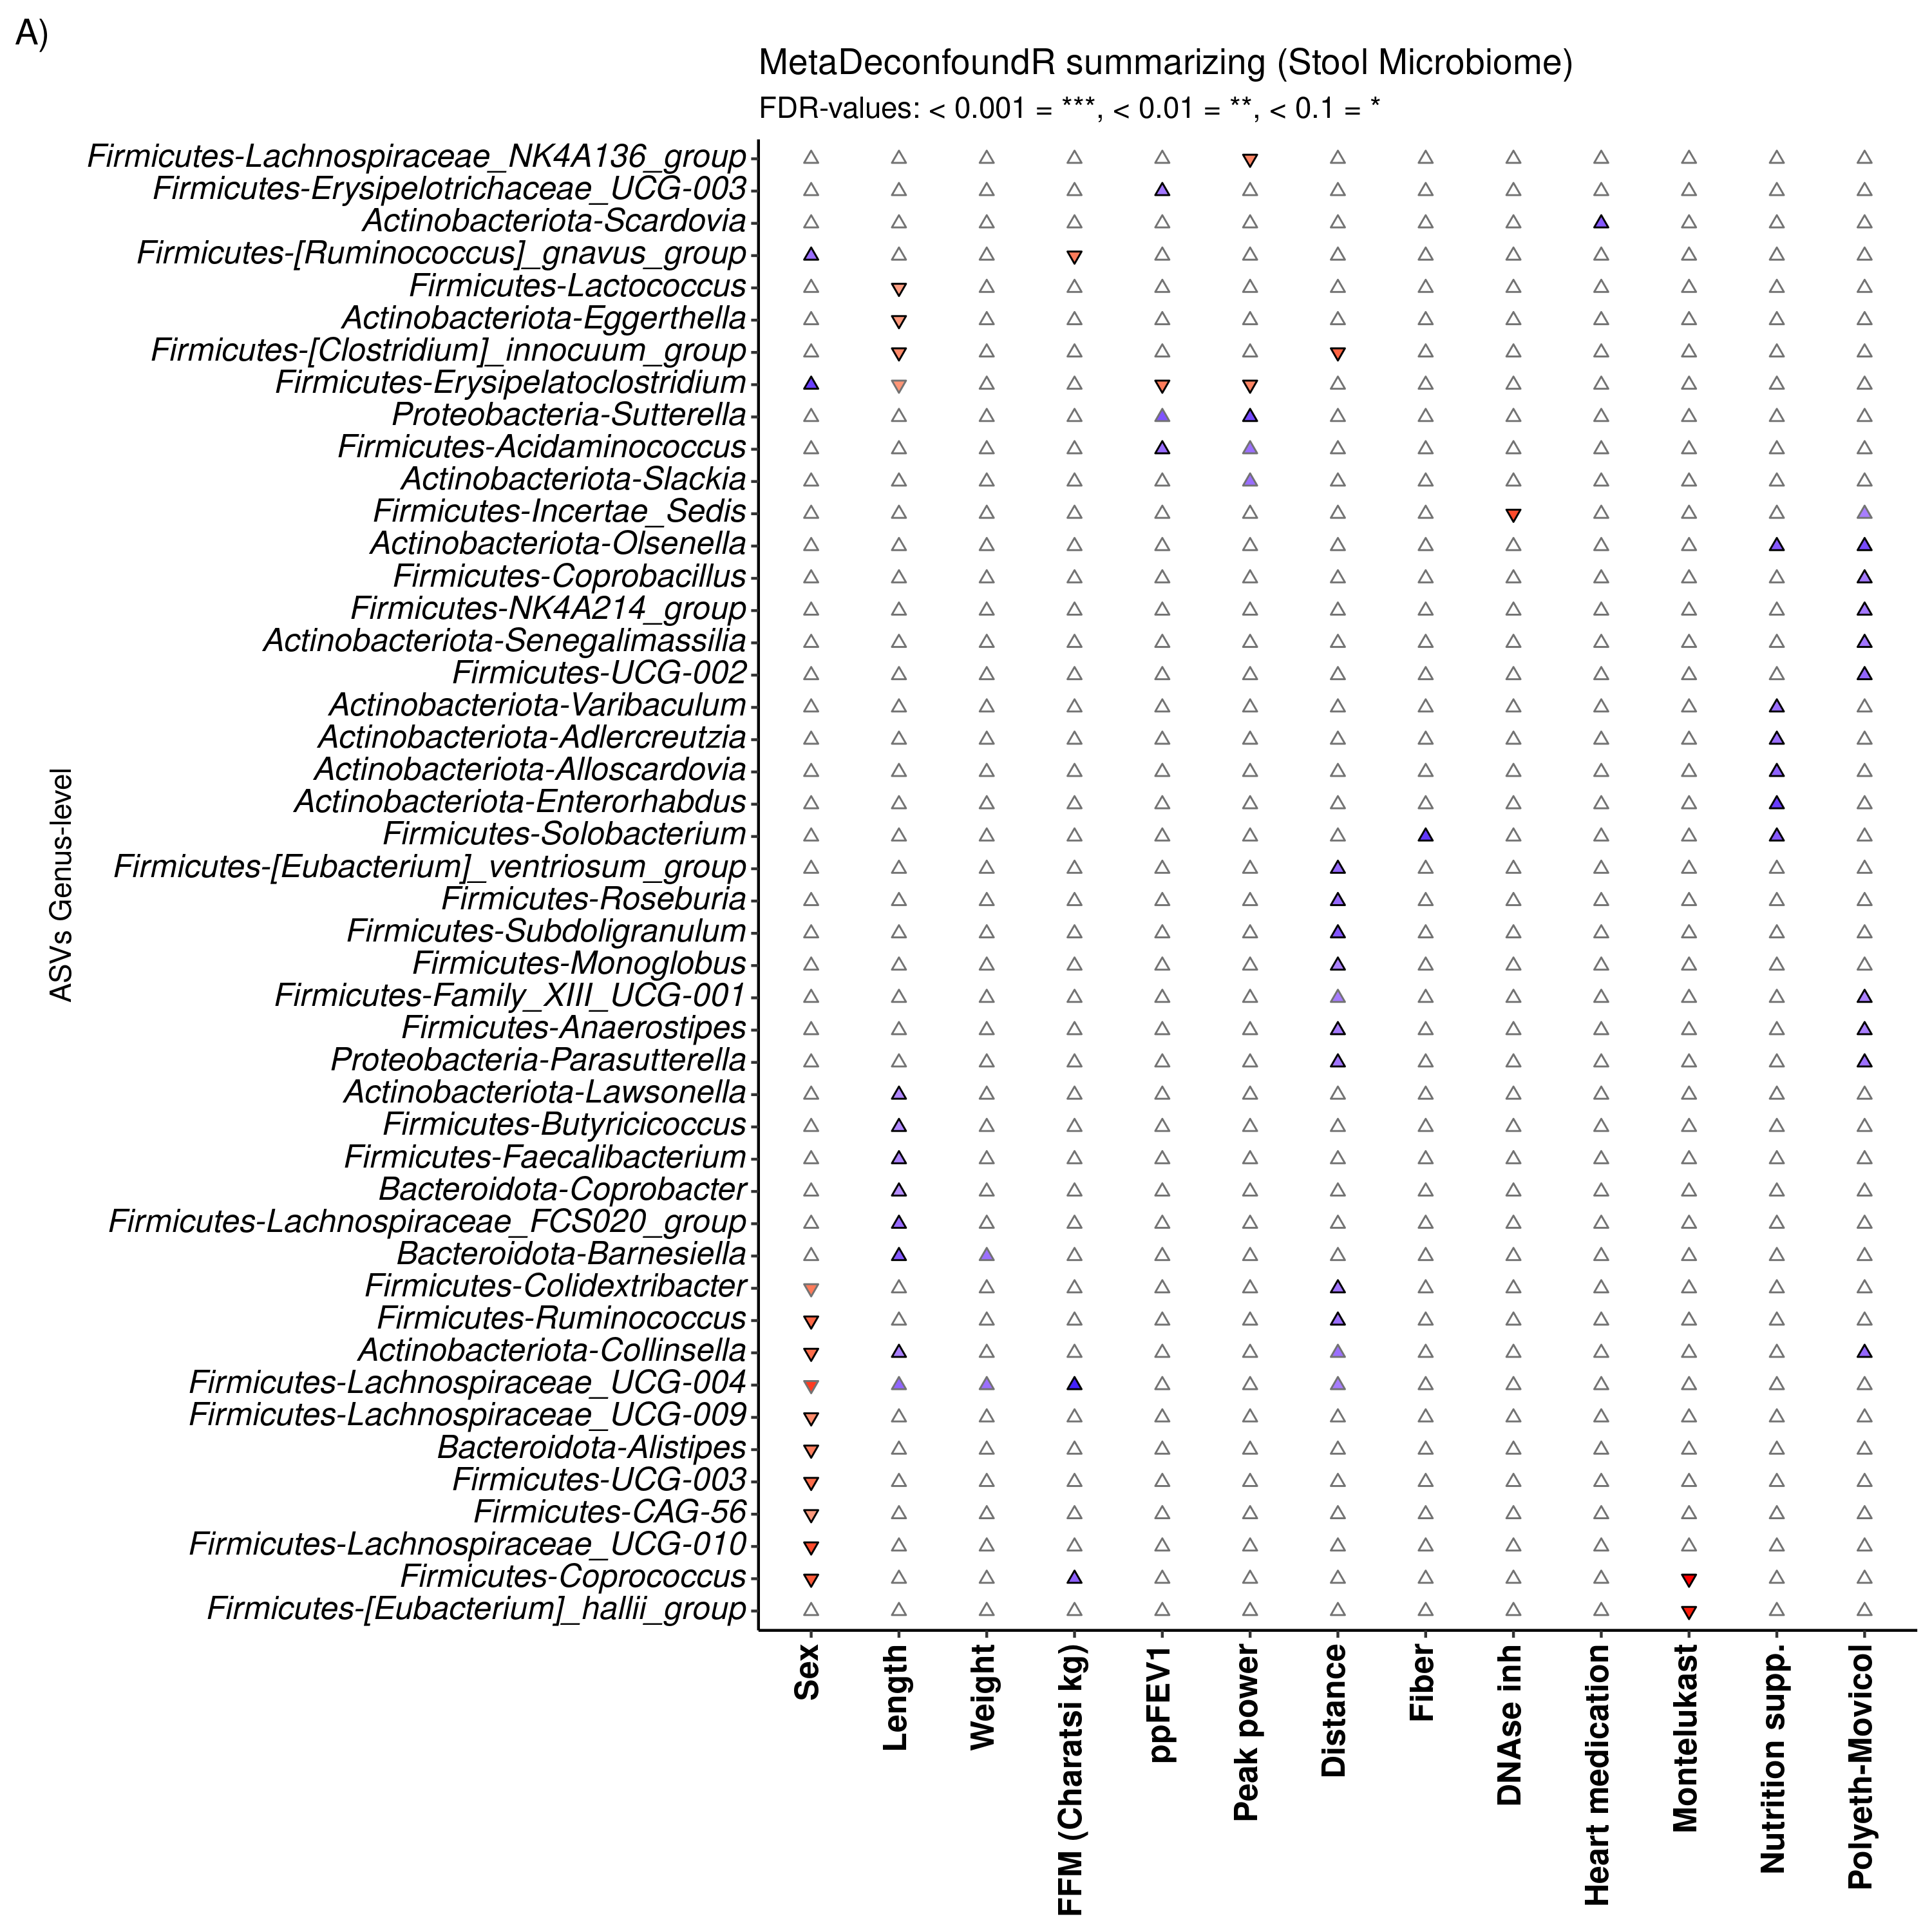 A)
MetaDeconfoundR summarizing (Stool Microbiome)
FDR-values: < 0.001 = ***, < 0.01 = **, < 0.1 = *
Firmicutes-Lachnospiraceae_NK4A136_group
Firmicutes-Erysipelotrichaceae_UCG-003
Actinobacteriota-Scardovia
Firmicutes-[Ruminococcus]_gnavus_group
Firmicutes-Lactococcus
Actinobacteriota-Eggerthella
Firmicutes-[Clostridium]_innocuum_group
Firmicutes-Erysipelatoclostridium
Proteobacteria-Sutterella
Firmicutes-Acidaminococcus
Actinobacteriota-Slackia
Firmicutes-Incertae_Sedis
Actinobacteriota-Olsenella
Firmicutes-Coprobacillus
Firmicutes-NK4A214_group
Actinobacteriota-Senegalimassilia
Firmicutes-UCG-002
Actinobacteriota-Varibaculum
Actinobacteriota-Adlercreutzia
Actinobacteriota-Alloscardovia
Actinobacteriota-Enterorhabdus
Firmicutes-Solobacterium
Firmicutes-[Eubacterium]_ventriosum_group
Firmicutes-Roseburia
Firmicutes-Subdoligranulum
Firmicutes-Monoglobus
Firmicutes-Family_XIII_UCG-001
Firmicutes-Anaerostipes
Proteobacteria-Parasutterella
Actinobacteriota-Lawsonella
Firmicutes-Butyricicoccus
Firmicutes-Faecalibacterium
Bacteroidota-Coprobacter
Firmicutes-Lachnospiraceae_FCS020_group
Bacteroidota-Barnesiella
Firmicutes-Colidextribacter
Firmicutes-Ruminococcus
Actinobacteriota-Collinsella
Firmicutes-Lachnospiraceae_UCG-004
Firmicutes-Lachnospiraceae_UCG-009
Bacteroidota-Alistipes
Firmicutes-UCG-003
Firmicutes-CAG-56
Firmicutes-Lachnospiraceae_UCG-010
Firmicutes-Coprococcus
Firmicutes-[Eubacterium]_hallii_group
ASVs Genus-level
Sex
Length
Weight
FFM (Charatsi kg)
ppFEV1
Peak power
Distance
Fiber
DNAse inh
Heart medication
Montelukast
Nutrition supp.
Polyeth-Movicol